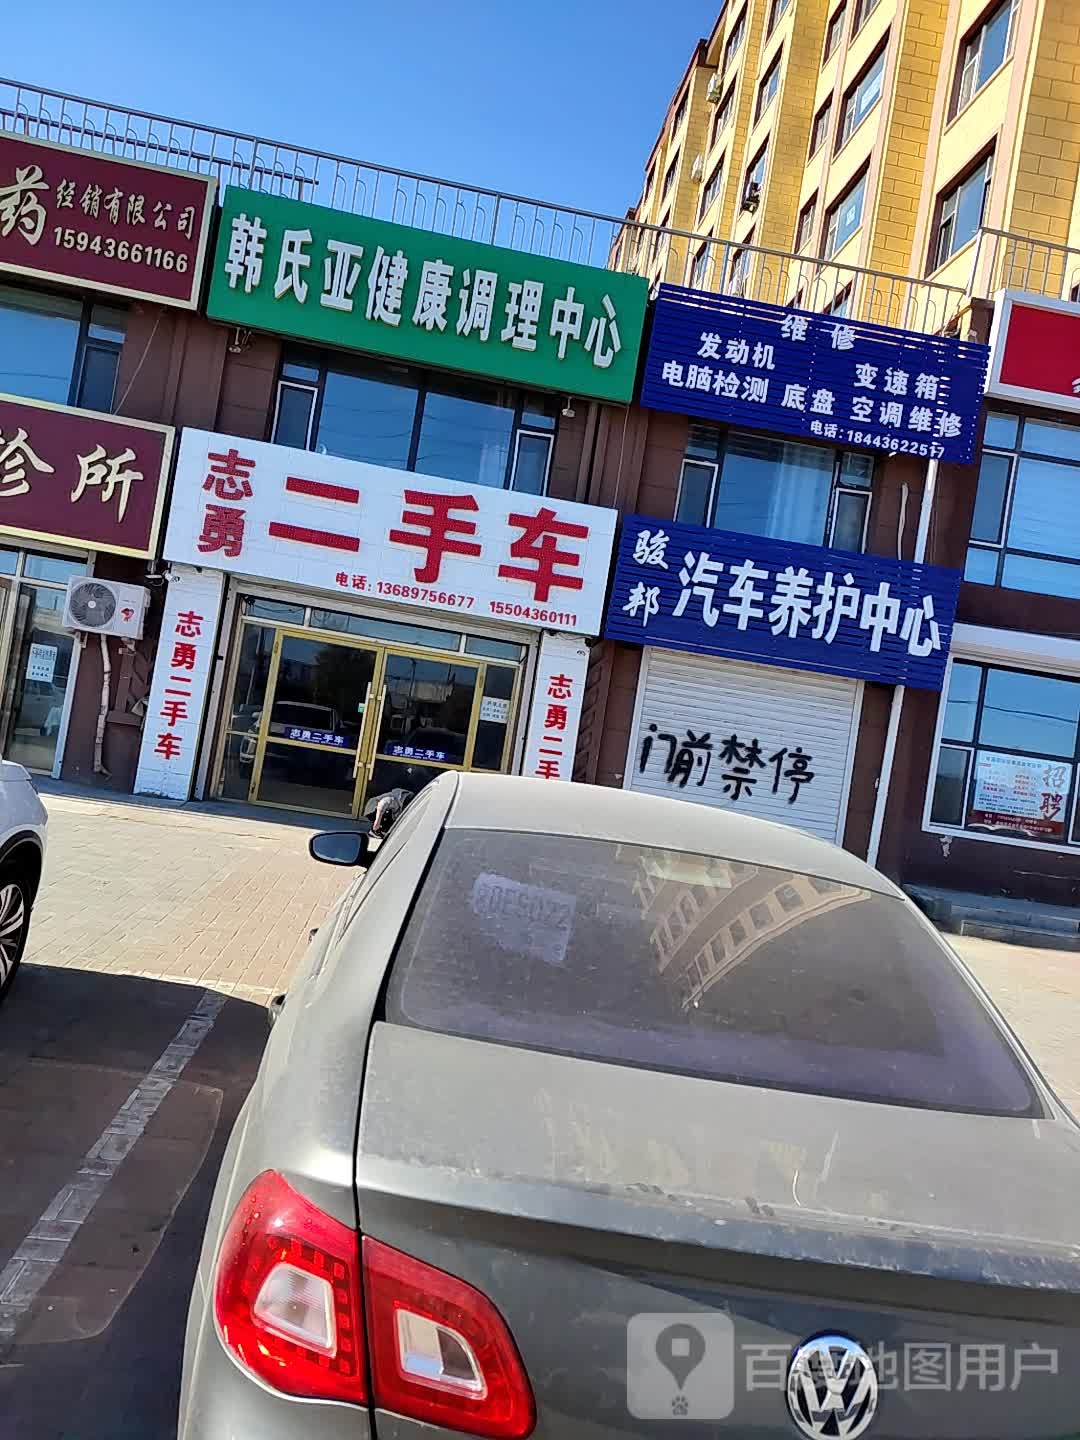 药 经销有限公司
15943661166
韩氏亚健康调理中心
维修
发动机 变速箱
电脑检测 底盘 空调维修
电话:18443622517
诊所
志勇 二手车
电话:13689756677 15504360111
骏邦 汽车养护中心
志勇二手车
志勇二手
志勇二手车
志勇二手车
门前禁停
招聘
百度地图用户